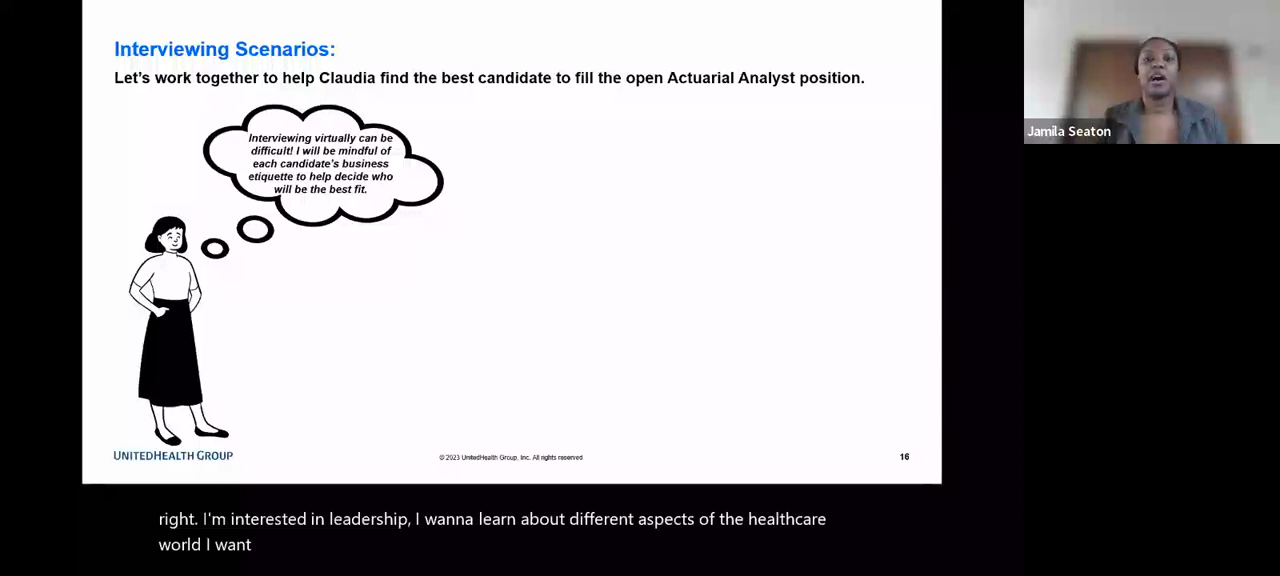 Interviewing Scenarios:
Let's work together to help Claudia find the best candidate to fill the open Actuarial Analyst position.
Interviewing virtually can be
difficult! I will be mindful of
each candidate's business
etiquette to help decide who
will be the best fit.
Jamila Seaton
UNITEDHEALTH GROUP
© 2023 UnitedHealth Group, Inc. All rights reserved
16
right. I'm interested in leadership, I wanna learn about different aspects of the healthcare
world I want